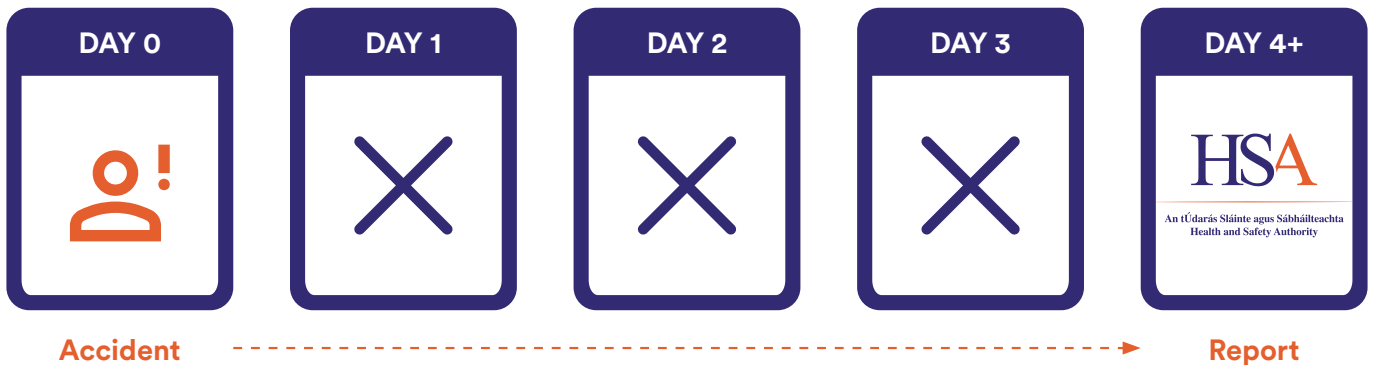 DAY 0
DAY 1
DAY 2
DAY 3
DAY 4+
HSA
An tÚdarás Sláinte agus Sábháilteachta
Health and Safety Authority
Accident
Report